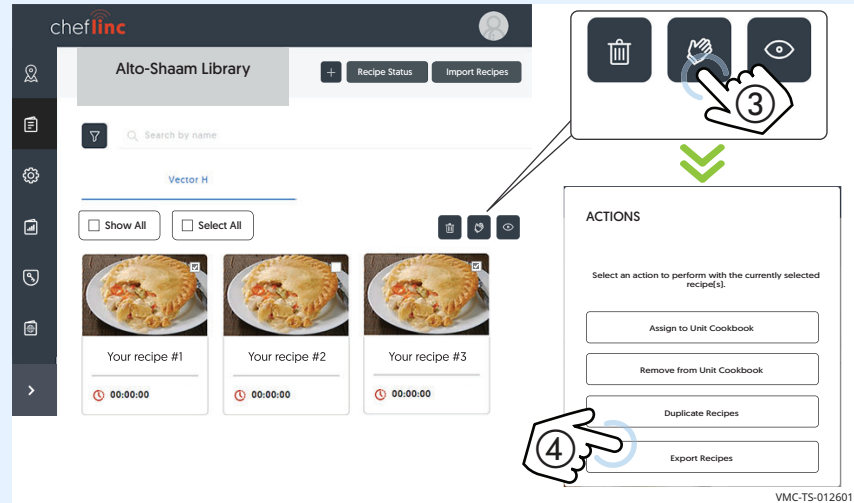 cheflinc
Alto-Shaam Library
+ Recipe Status Import Recipes
Search by name
Vector H
Show All Select All
Your recipe #1 Your recipe #2 Your recipe #3
00:00:00 00:00:00 00:00:00
3
ACTIONS
Select an action to perform with the currently selected
recipe[s].
Assign to Unit Cookbook
Remove from Unit Cookbook
Duplicate Recipes
4
Export Recipes
VMC-TS-012601